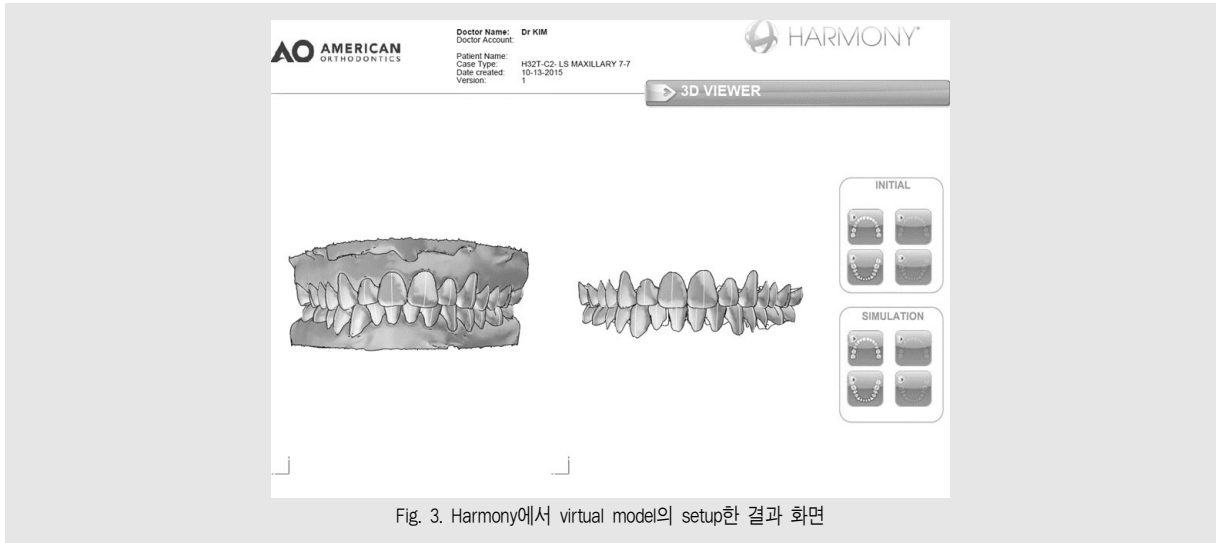 AO AMERICAN
ORTHODONTICS
Doctor Name: Dr KIM
Doctor Account:
Patient Name:
Case Type: H32T-C2- LS MAXILLARY 7-7
Date created: 10-13-2015
Version: 1
HARMONY
3D VIEWER
INITIAL
SIMULATION
Fig. 3. Harmony에서 virtual model의 setup한 결과 화면